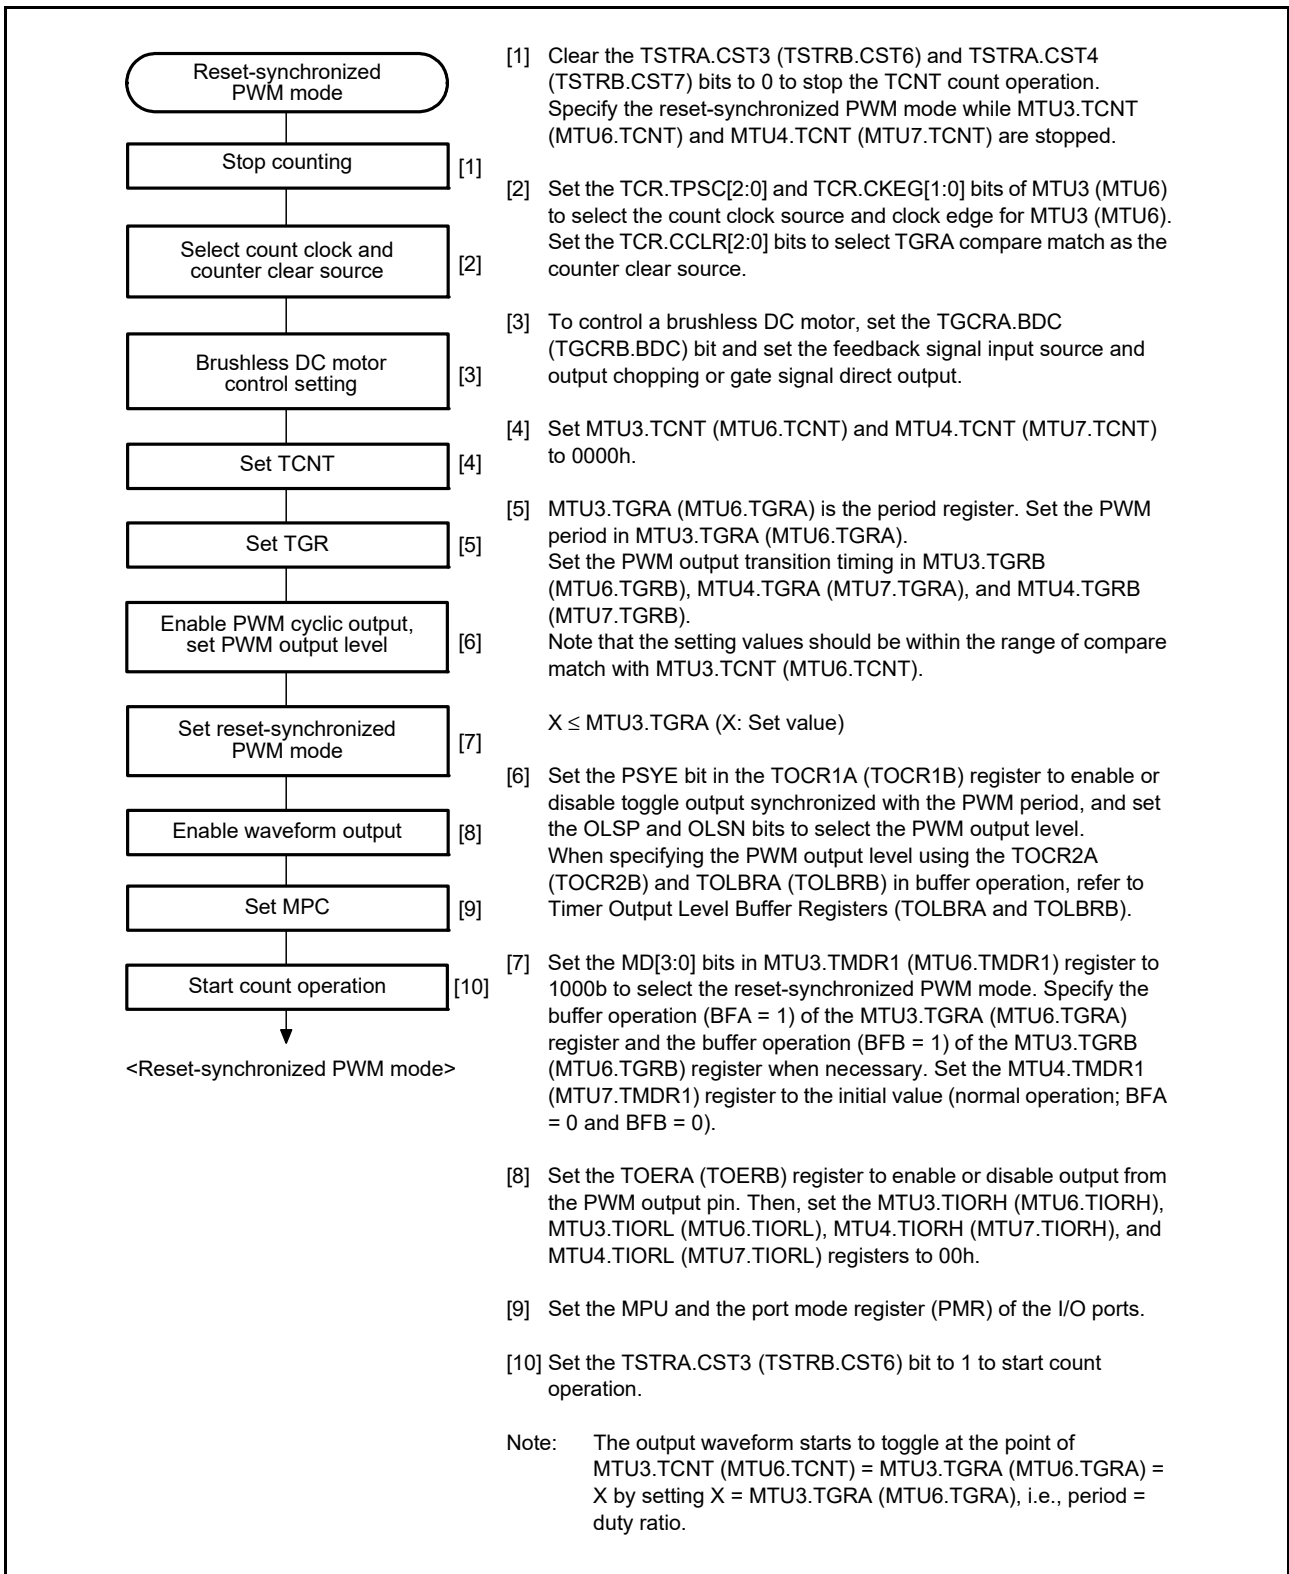 Reset-synchronized
PWM mode
Stop counting
[1]
Select count clock and
counter clear source
[2]
Brushless DC motor
control setting
[3]
Set TCNT
[4]
Set TGR
[5]
Enable PWM cyclic output,
set PWM output level
[6]
Set reset-synchronized
PWM mode
[7]
Enable waveform output
[8]
Set MPC
[9]
Start count operation
[10]
<Reset-synchronized PWM mode>
[1] Clear the TSTRA.CST3 (TSTRB.CST6) and TSTRA.CST4
(TSTRB.CST7) bits to 0 to stop the TCNT count operation.
Specify the reset-synchronized PWM mode while MTU3.TCNT
(MTU6.TCNT) and MTU4.TCNT (MTU7.TCNT) are stopped.
[2] Set the TCR.TPSC[2:0] and TCR.CKEG[1:0] bits of MTU3 (MTU6)
to select the count clock source and clock edge for MTU3 (MTU6).
Set the TCR.CCLR[2:0] bits to select TGRA compare match as the
counter clear source.
[3] To control a brushless DC motor, set the TGCRA.BDC
(TGCRB.BDC) bit and set the feedback signal input source and
output chopping or gate signal direct output.
[4] Set MTU3.TCNT (MTU6.TCNT) and MTU4.TCNT (MTU7.TCNT)
to 0000h.
[5] MTU3.TGRA (MTU6.TGRA) is the period register. Set the PWM
period in MTU3.TGRA (MTU6.TGRA).
Set the PWM output transition timing in MTU3.TGRB
(MTU6.TGRB), MTU4.TGRA (MTU7.TGRA), and MTU4.TGRB
(MTU7.TGRB).
Note that the setting values should be within the range of compare
match with MTU3.TCNT (MTU6.TCNT).
X ≤ MTU3.TGRA (X: Set value)
[6] Set the PSYE bit in the TOCR1A (TOCR1B) register to enable or
disable toggle output synchronized with the PWM period, and set
the OLSP and OLSN bits to select the PWM output level.
When specifying the PWM output level using the TOCR2A
(TOCR2B) and TOLBRA (TOLBRB) in buffer operation, refer to
Timer Output Level Buffer Registers (TOLBRA and TOLBRB).
[7] Set the MD[3:0] bits in MTU3.TMDR1 (MTU6.TMDR1) register to
1000b to select the reset-synchronized PWM mode. Specify the
buffer operation (BFA = 1) of the MTU3.TGRA (MTU6.TGRA)
register and the buffer operation (BFB = 1) of the MTU3.TGRB
(MTU6.TGRB) register when necessary. Set the MTU4.TMDR1
(MTU7.TMDR1) register to the initial value (normal operation; BFA
= 0 and BFB = 0).
[8] Set the TOERA (TOERB) register to enable or disable output from
the PWM output pin. Then, set the MTU3.TIORH (MTU6.TIORH),
MTU3.TIORL (MTU6.TIORL), MTU4.TIORH (MTU7.TIORH), and
MTU4.TIORL (MTU7.TIORL) registers to 00h.
[9] Set the MPU and the port mode register (PMR) of the I/O ports.
[10] Set the TSTRA.CST3 (TSTRB.CST6) bit to 1 to start count
operation.
Note: The output waveform starts to toggle at the point of
MTU3.TCNT (MTU6.TCNT) = MTU3.TGRA (MTU6.TGRA) =
X by setting X = MTU3.TGRA (MTU6.TGRA), i.e., period =
duty ratio.